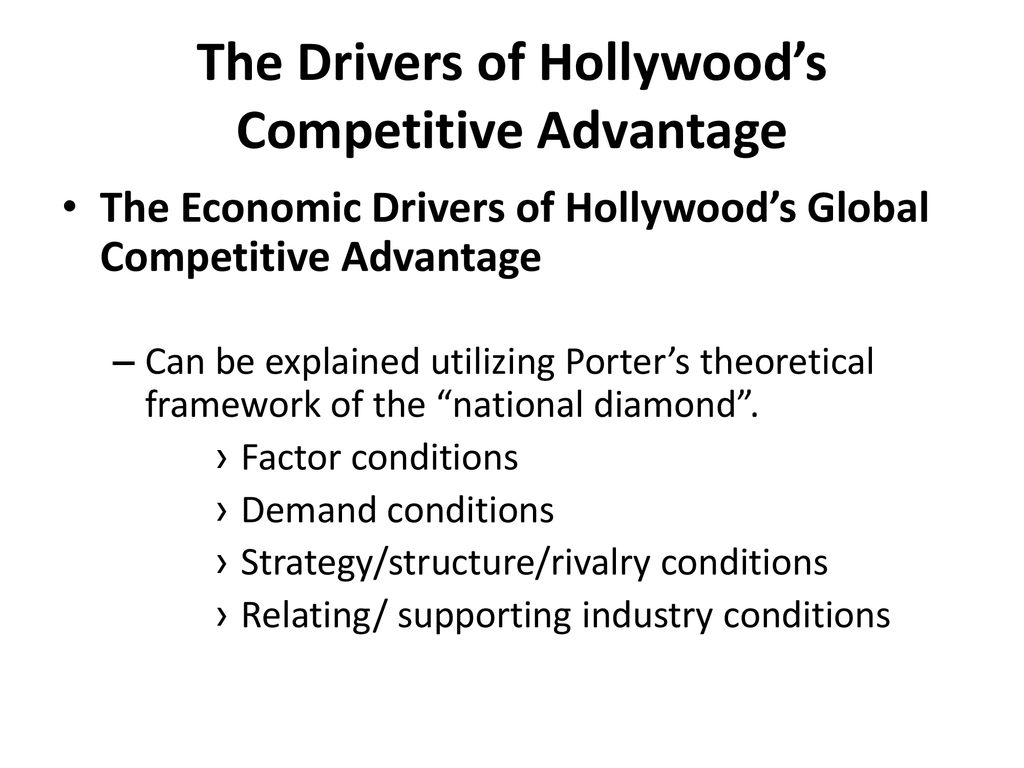 The Drivers of Hollywood’s
Competitive Advantage
• The Economic Drivers of Hollywood’s Global
Competitive Advantage
– Can be explained utilizing Porter’s theoretical
framework of the “national diamond”.
› Factor conditions
› Demand conditions
› Strategy/structure/rivalry conditions
› Relating/ supporting industry conditions